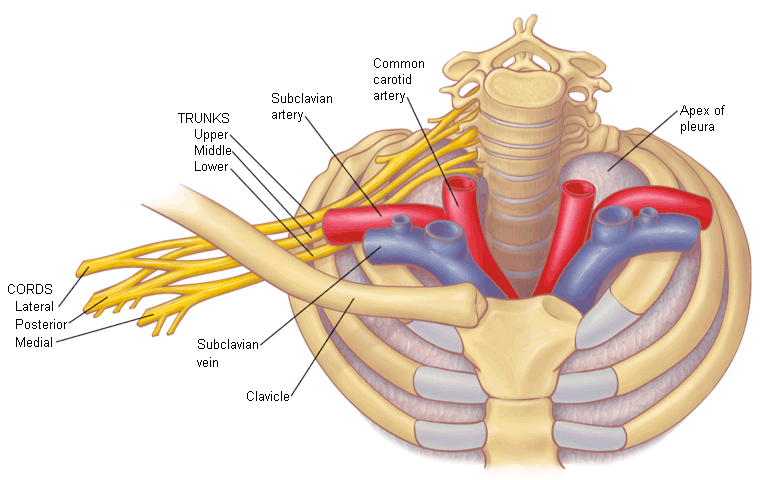 Common
carotid
artery
Subclavian
artery
TRUNKS
Upper
Middle
Lower
Apex of
pleura
CORDS
Lateral
Posterior
Medial
Subclavian
vein
Clavicle